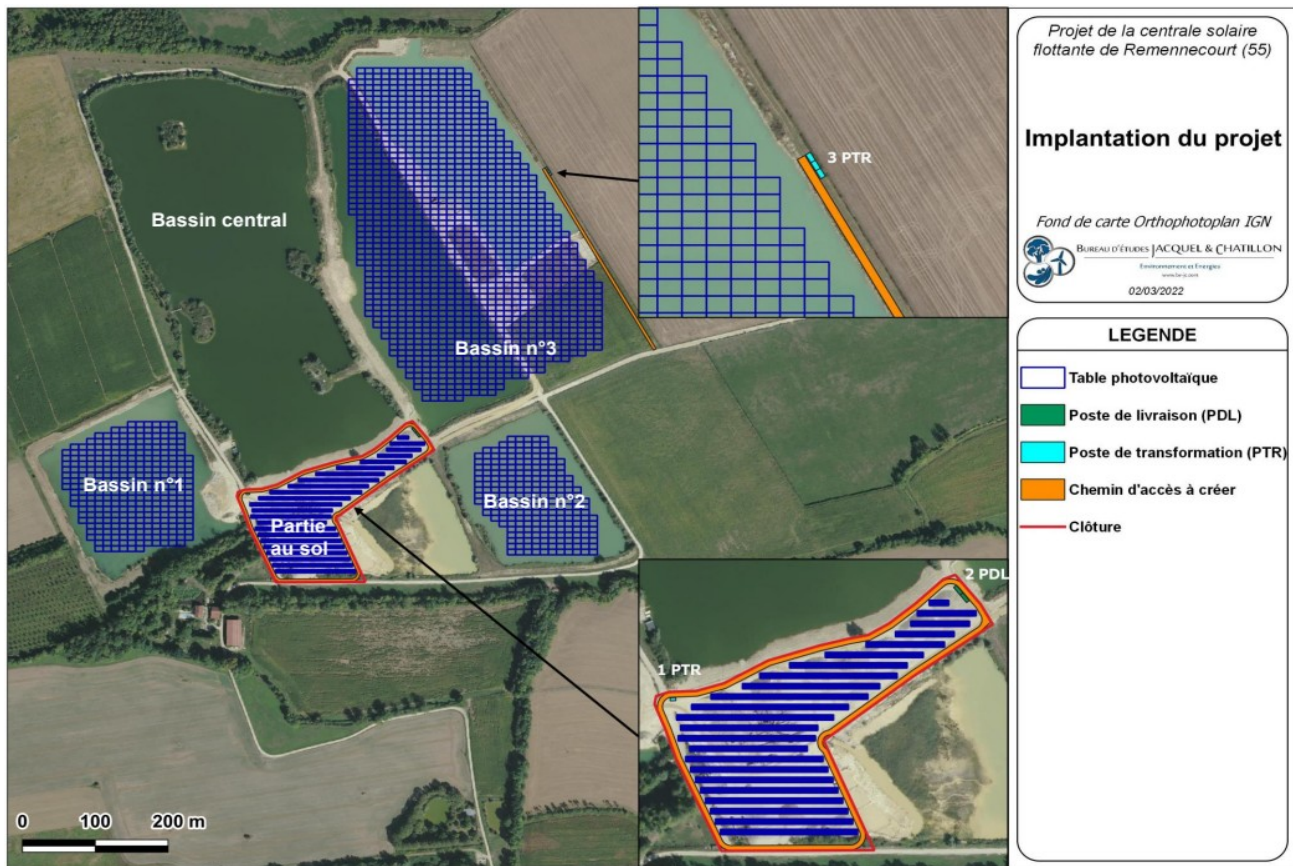 Projet de la centrale solaire
flottante de Remennecourt (55)
Implantation du projet
Fond de carte Orthophotoplan IGN
BUREAU D'ÉTUDES JACQUEL & CHATILLON
Environnement et Energies
02/03/2022
LEGENDE
Table photovoltaïque
Poste de livraison (PDL)
Poste de transformation (PTR)
Chemin d'accès à créer
Clôture
3 PTR
Bassin central
Bassin n°3
Bassin n°1
Bassin n°2
Partie
au sol
2 PDL
1 PTR
0 100 200 m